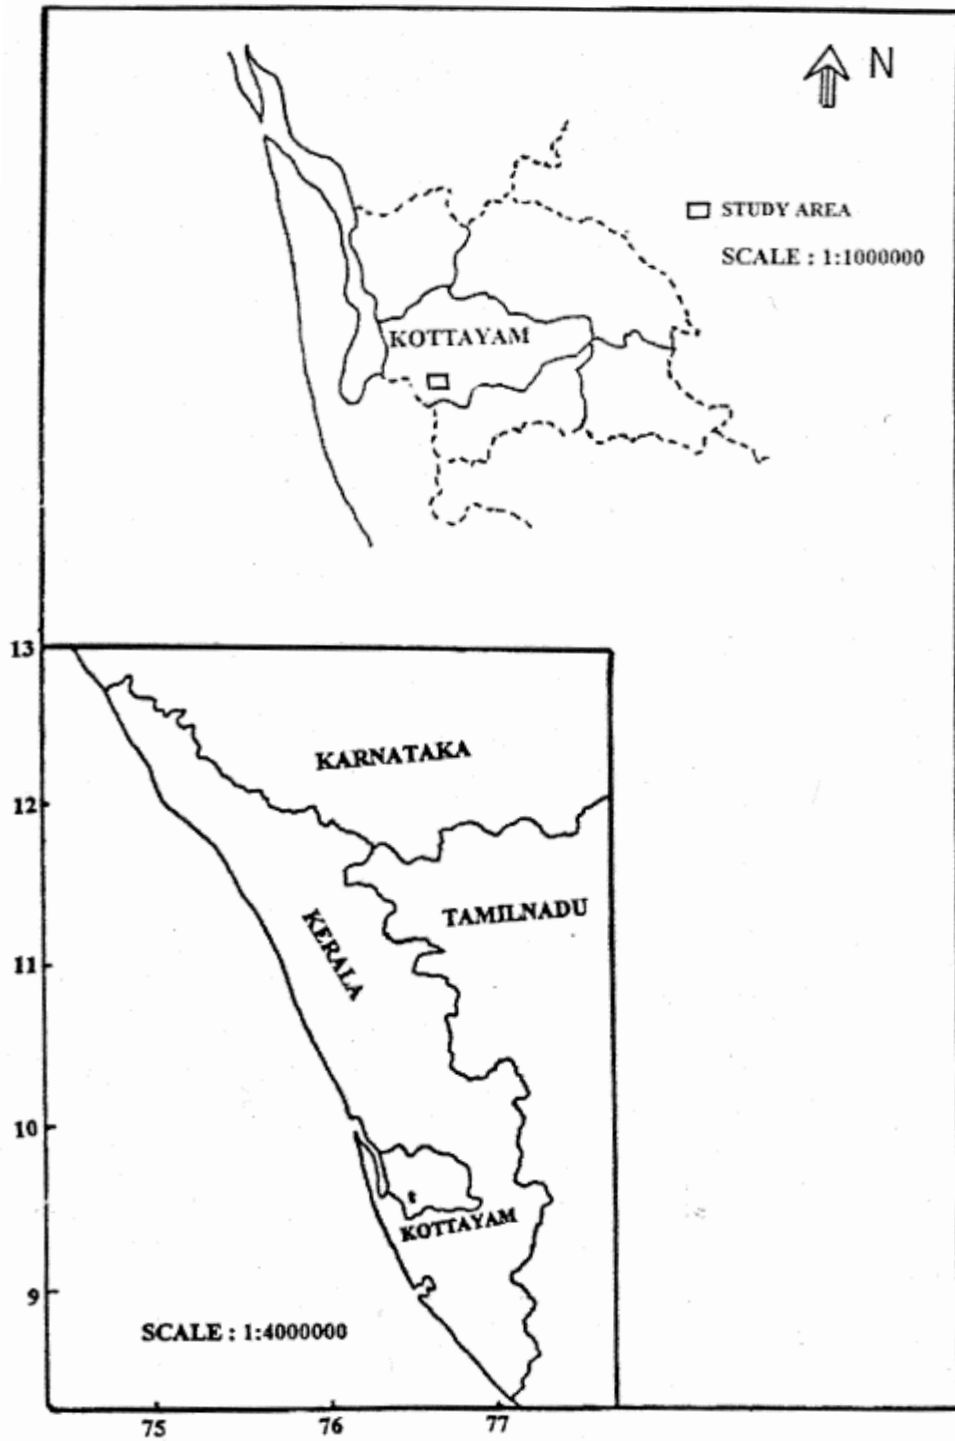 N
STUDY AREA
SCALE : 1:1000000
KOTTAYAM
13
KARNATAKA
12
TAMILNADU
KERALA
11
10
t
KOTTAYAM
9
SCALE : 1:4000000
75
76
77